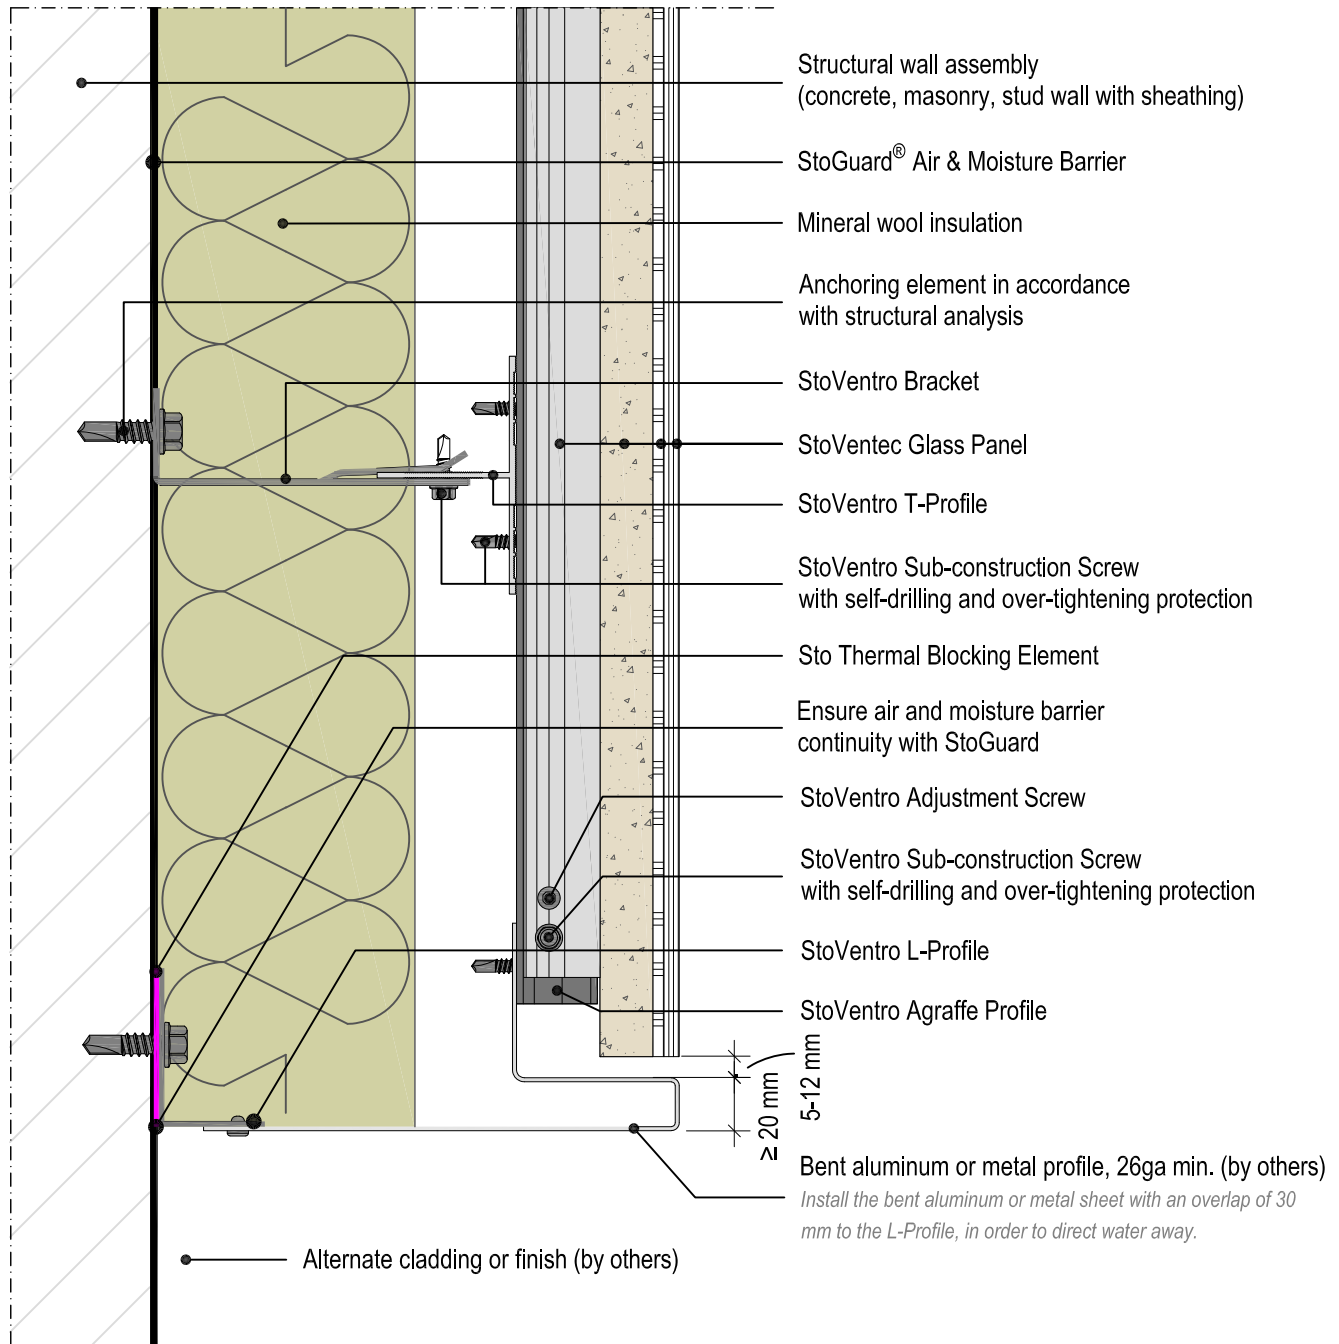 Structural wall assembly
(concrete, masonry, stud wall with sheathing)
StoGuard® Air & Moisture Barrier
Mineral wool insulation
Anchoring element in accordance
with structural analysis
StoVentro Bracket
StoVentec Glass Panel
StoVentro T-Profile
StoVentro Sub-construction Screw
with self-drilling and over-tightening protection
Sto Thermal Blocking Element
Ensure air and moisture barrier
continuity with StoGuard
StoVentro Adjustment Screw
StoVentro Sub-construction Screw
with self-drilling and over-tightening protection
StoVentro L-Profile
StoVentro Agraffe Profile
5-12 mm
≥ 20 mm
Bent aluminum or metal profile, 26ga min. (by others)
Install the bent aluminum or metal sheet with an overlap of 30
mm to the L-Profile, in order to direct water away.
Alternate cladding or finish (by others)